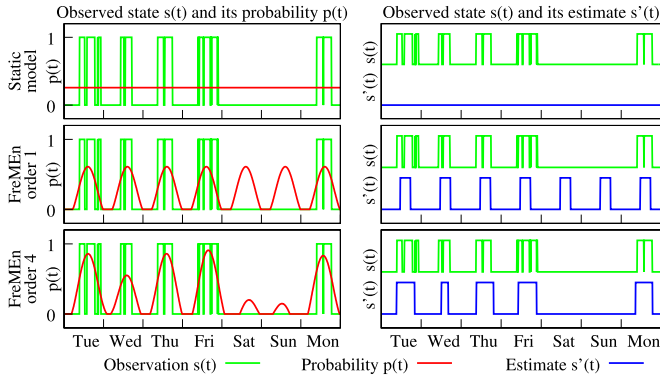 Observed state s(t) and its probability p(t)
Observed state s(t) and its estimate s’(t)
Static
model
p(t)
1
0
s(t)
s’(t)
FreMEn
order 1
p(t)
1
0
s(t)
s’(t)
FreMEn
order 4
p(t)
1
0
s(t)
s’(t)
Tue Wed Thu Fri Sat Sun Mon
Tue Wed Thu Fri Sat Sun Mon
Observation s(t) Probability p(t) Estimate s’(t)